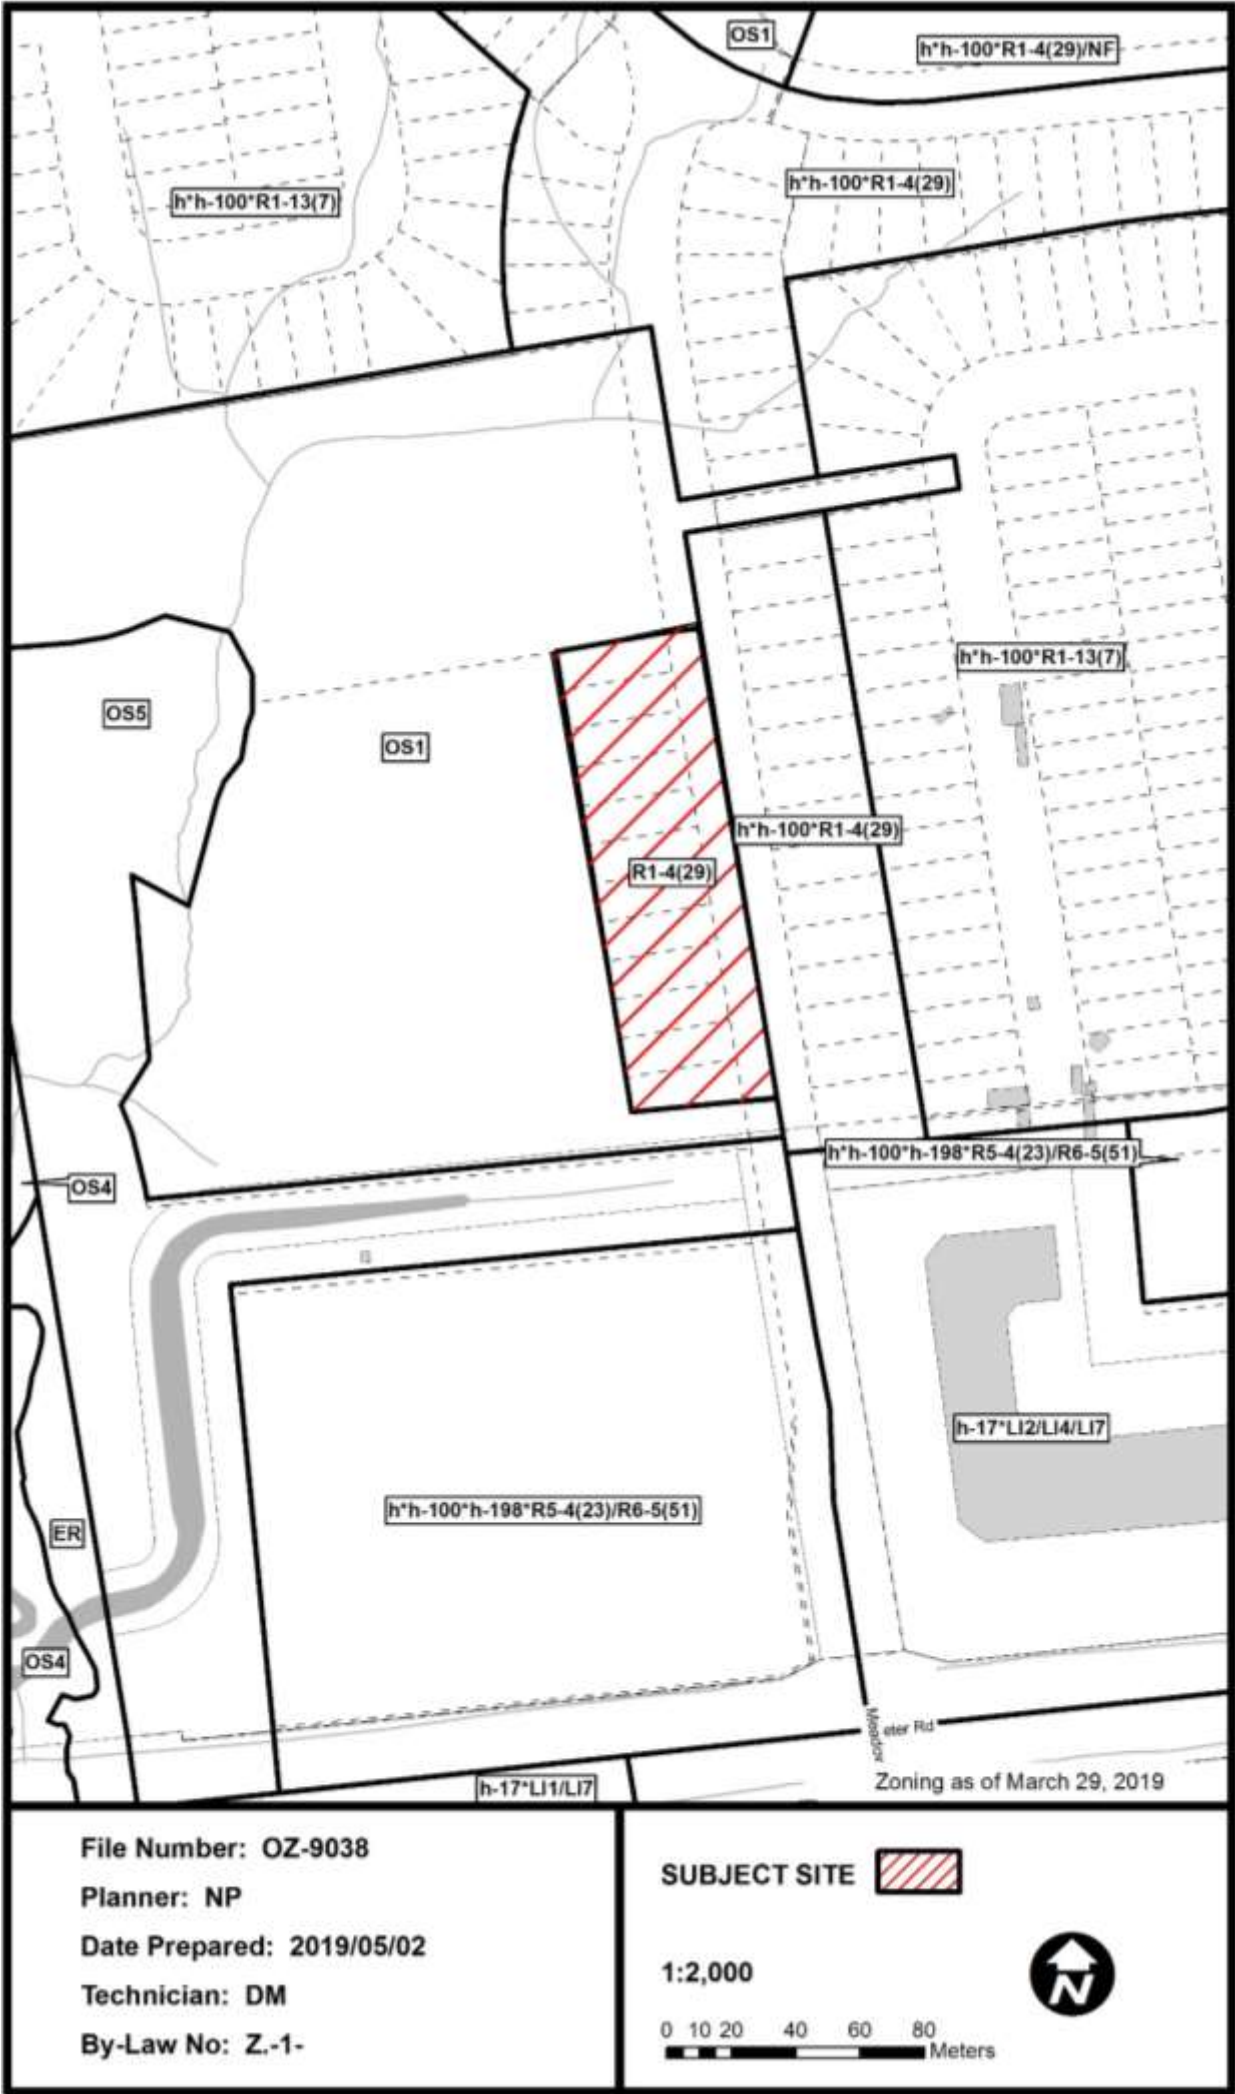 OS1
h*h-100*R1-4(29)/NF
h*h-100*R1-4(29)
h*h-100*R1-13(7)
h*h-100*R1-13(7)
OS5
OS1
h*h-100*R1-4(29)
R1-4(29)
h*h-100*h-198*R5-4(23)/R6-5(51)
OS4
h-17*LI2/LI4/LI7
h*h-100*h-198*R5-4(23)/R6-5(51)
ER
OS4
eter Rd
h-17*LI1/LI7
Zoning as of March 29, 2019
File Number: OZ-9038
Planner: NP
Date Prepared: 2019/05/02
Technician: DM
By-Law No: Z.-1-
SUBJECT SITE
1:2,000
N
0 10 20 40 60 80
Meters